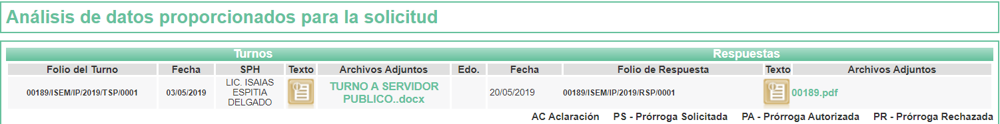 Análisis de datos proporcionados para la solicitud
Turnos Respuestas
Folio del Turno Fecha SPH Texto Archivos Adjuntos Edo. Fecha Folio de Respuesta Texto Archivos Adjuntos
00189/ISEM/IP/2019/TSP/0001 03/05/2019 LIC. ISAIAS
ESPITIA
DELGADO
TURNO A SERVIDOR
PUBLICO..docx
20/05/2019 00189/ISEM/IP/2019/RSP/0001 00189.pdf
AC Aclaración PS - Prórroga Solicitada PA - Prórroga Autorizada PR - Prórroga Rechazada